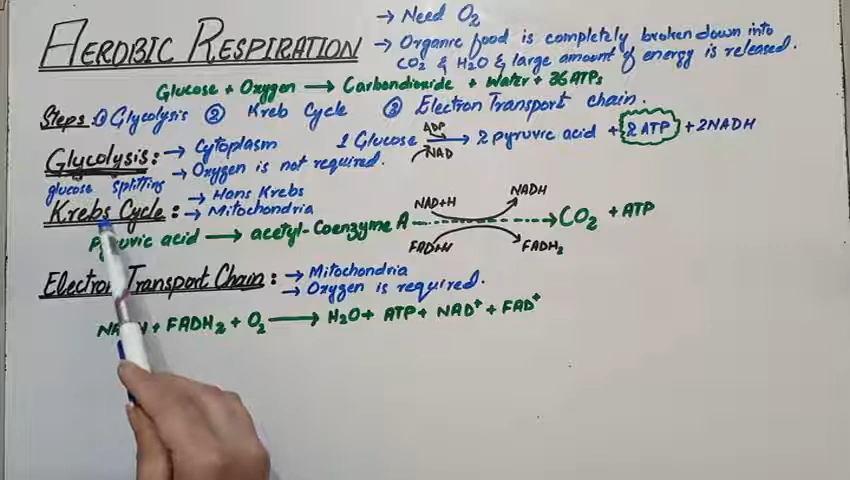 AEROBIC RESPIRATION
→ Need O2
→ Organic food is completely broken down into
CO2 & H2O & large amount of energy is released.
Glucose + Oxygen → Carbondioxide + Water + 36 ATPs
Steps: ① Glycolysis ② Kreb Cycle ③ Electron Transport chain.
Glycolysis: → Cytoplasm
→ Oxygen is not required.
glucose splitting
1 Glucose → 2 pyruvic acid + 2 ATP + 2NADH
ADP
NAD
Krebs Cycle: → Hans Krebs
→ Mitochondria
pyruvic acid → acetyl-Coenzyme A → CO2 + ATP
NAD+H NADH
FAD+H FADH2
Electron Transport Chain: → Mitochondria
→ Oxygen is required.
+ FADH2 + O2 → H2O + ATP + NAD+ + FAD+